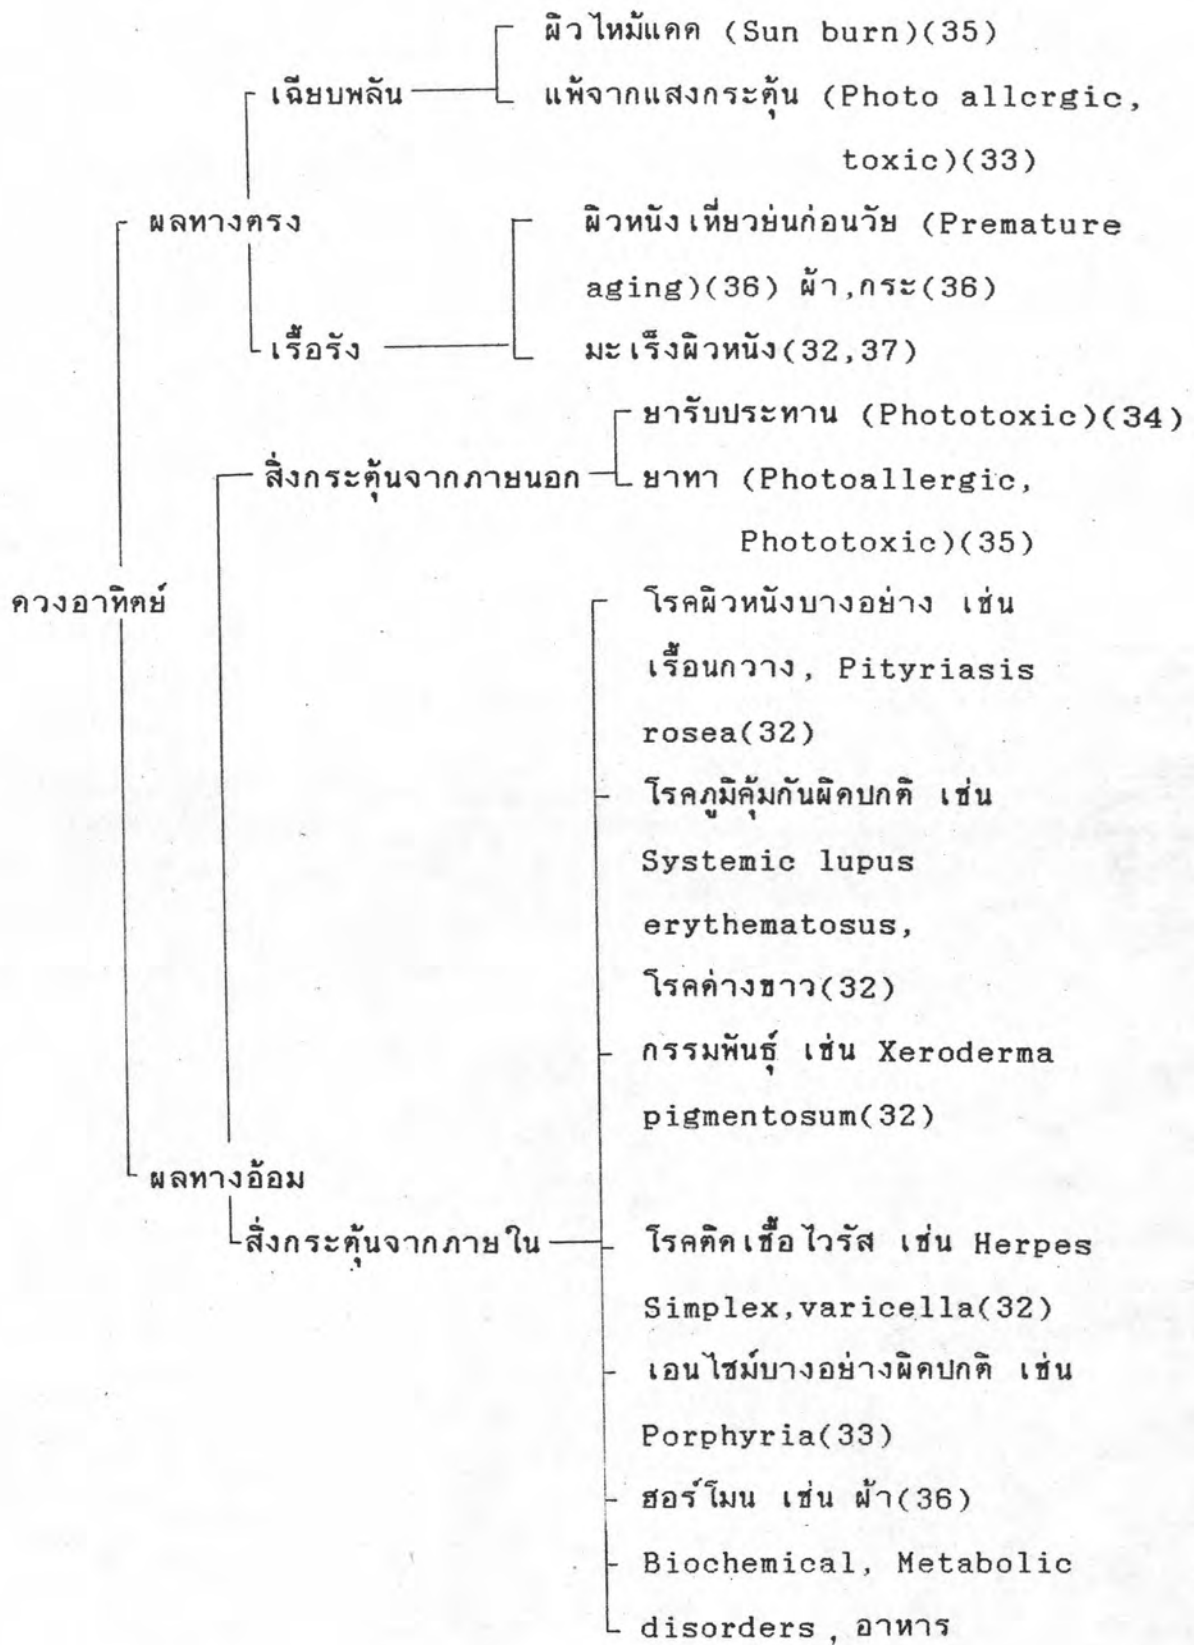 ผิวไหม้แดด (Sun burn)(35)
เฉียบพลัน
แพ้จากแสงกระตุ้น (Photo allergic,
toxic)(33)
ผลทางตรง
ผิวหนังเหี่ยวย่นก่อนวัย (Premature
aging)(36) ฝ้า,กระ(36)
เรื้อรัง
มะเร็งผิวหนัง(32,37)
ยารับประทาน (Phototoxic)(34)
สิ่งกระตุ้นจากภายนอก
ยาทา (Photoallergic,
Phototoxic)(35)
ดวงอาทิตย์
โรคผิวหนังบางอย่าง เช่น
เรื้อนกวาง, Pityriasis
rosea(32)
โรคภูมิคุ้มกันผิดปกติ เช่น
Systemic lupus
erythematosus,
โรคด่างขาว(32)
กรรมพันธุ์ เช่น Xeroderma
pigmentosum(32)
ผลทางอ้อม
สิ่งกระตุ้นจากภายใน
โรคติดเชื้อไวรัส เช่น Herpes
Simplex,varicella(32)
เอนไซม์บางอย่างผิดปกติ เช่น
Porphyria(33)
ฮอร์โมน เช่น ฝ้า(36)
Biochemical, Metabolic
disorders, อาหาร